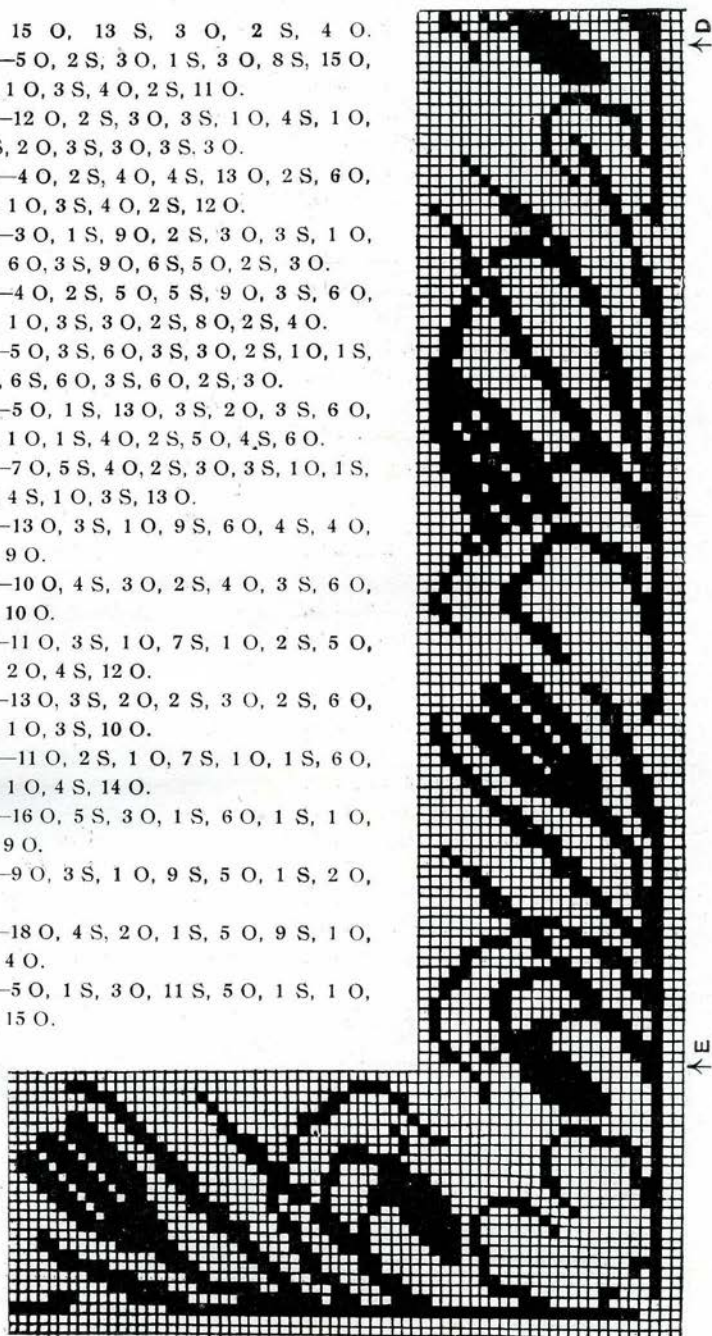 15 O, 13 S, 3 O, 2 S, 4 O.
—5 O, 2 S, 3 O, 1 S, 3 O, 8 S, 15 O,
1 O, 3 S, 4 O, 2 S, 11 O.
—12 O, 2 S, 3 O, 3 S, 1 O, 4 S, 1 O,
S, 2 O, 3 S, 3 O, 3 S, 3 O.
—4 O, 2 S, 4 O, 4 S, 13 O, 2 S, 6 O,
1 O, 3 S, 4 O, 2 S, 12 O.
—3 O, 1 S, 9 O, 2 S, 3 O, 3 S, 1 O,
6 O, 3 S, 9 O, 6 S, 5 O, 2 S, 3 O.
—4 O, 2 S, 5 O, 5 S, 9 O, 3 S, 6 O,
1 O, 3 S, 3 O, 2 S, 8 O, 2 S, 4 O.
—5 O, 3 S, 6 O, 3 S, 3 O, 2 S, 1 O, 1 S,
, 6 S, 6 O, 3 S, 6 O, 2 S, 3 O.
—5 O, 1 S, 13 O, 3 S, 2 O, 3 S, 6 O,
1 O, 1 S, 4 O, 2 S, 5 O, 4 S, 6 O.
—7 O, 5 S, 4 O, 2 S, 3 O, 3 S, 1 O, 1 S,
4 S, 1 O, 3 S, 13 O.
—13 O, 3 S, 1 O, 9 S, 6 O, 4 S, 4 O,
9 O.
—10 O, 4 S, 3 O, 2 S, 4 O, 3 S, 6 O,
10 O.
—11 O, 3 S, 1 O, 7 S, 1 O, 2 S, 5 O,
2 O, 4 S, 12 O.
—13 O, 3 S, 2 O, 2 S, 3 O, 2 S, 6 O,
1 O, 3 S, 10 O.
—11 O, 2 S, 1 O, 7 S, 1 O, 1 S, 6 O,
1 O, 4 S, 14 O.
—16 O, 5 S, 3 O, 1 S, 6 O, 1 S, 1 O,
9 O.
—9 O, 3 S, 1 O, 9 S, 5 O, 1 S, 2 O,
—18 O, 4 S, 2 O, 1 S, 5 O, 9 S, 1 O,
4 O.
—5 O, 1 S, 3 O, 11 S, 5 O, 1 S, 1 O,
15 O.
D
E